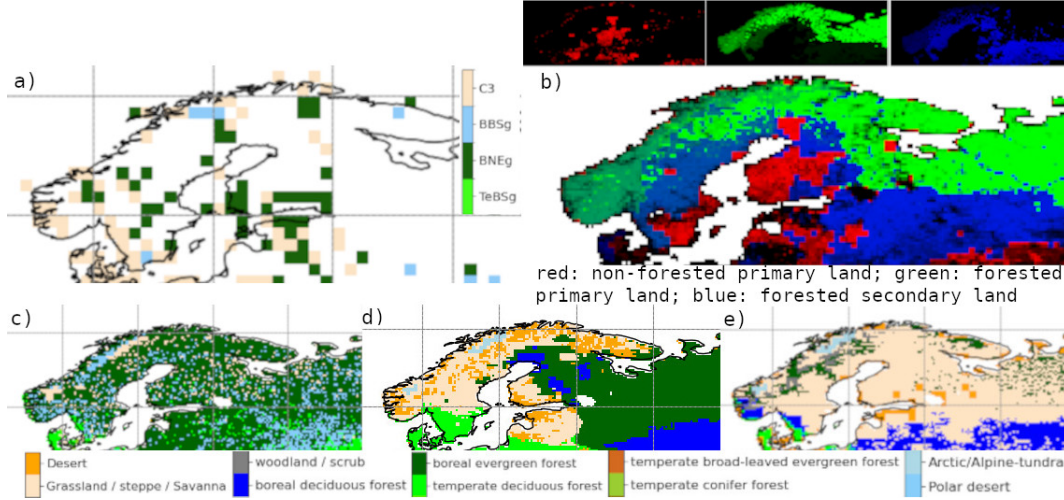 a)
C3
BBSg
BNEg
TeBSg
b)
red: non-forested primary land; green: forested
primary land; blue: forested secondary land
c)
d)
e)
Desert
Grassland / steppe / Savanna
woodland / scrub
boreal deciduous forest
boreal evergreen forest
temperate deciduous forest
temperate broad-leaved evergreen forest
temperate conifer forest
Arctic/Alpine-tundra
Polar desert